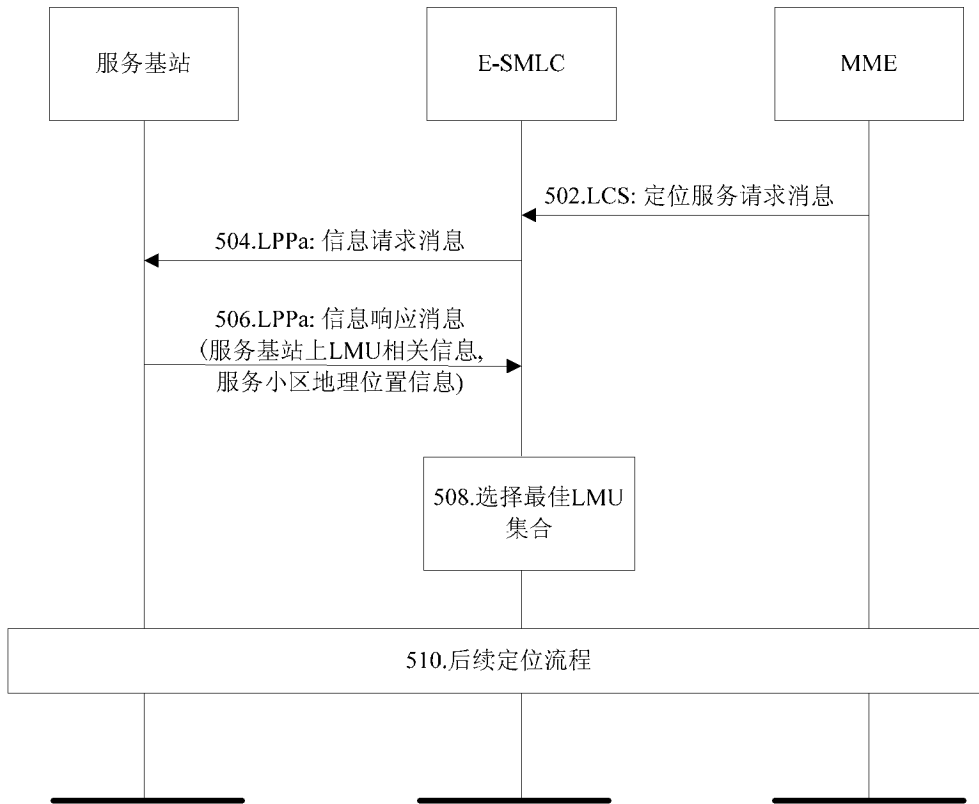 服务基站
E-SMLC
MME
502.LCS: 定位服务请求消息
504.LPPa: 信息请求消息
506.LPPa: 信息响应消息
(服务基站上LMU相关信息,
服务小区地理位置信息)
508.选择最佳LMU
集合
510.后续定位流程